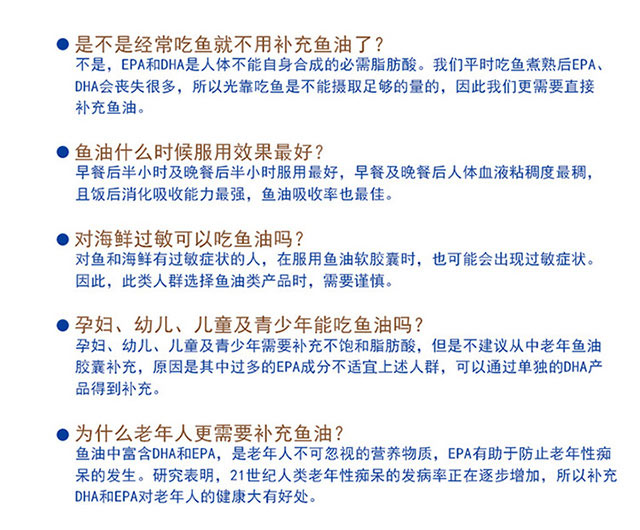 是不是经常吃鱼就不用补充鱼油了？
不是，EPA和DHA是人体不能自身合成的必需脂肪酸。我们平时吃鱼煮熟后EPA、
DHA会丧失很多，所以光靠吃鱼是不能摄取足够的量的，因此我们更需要直接
补充鱼油。
鱼油什么时候服用效果最好？
早餐后半小时及晚餐后半小时服用最好，早餐及晚餐后人体血液粘稠度最稠，
且饭后消化吸收能力最强，鱼油吸收率也最佳。
对海鲜过敏可以吃鱼油吗？
对鱼和海鲜有过敏症状的人，在服用鱼油软胶囊时，也可能会出现过敏症状。
因此，此类人群选择鱼油类产品时，需要谨慎。
孕妇、幼儿、儿童及青少年能吃鱼油吗？
孕妇、幼儿、儿童及青少年需要补充不饱和脂肪酸，但是不建议从中老年鱼油
胶囊补充，原因是其中过多的EPA成分不适宜上述人群，可以通过单独的DHA产
品得到补充。
为什么老年人更需要补充鱼油？
鱼油中富含DHA和EPA，是老年人不可忽视的营养物质，EPA有助于防止老年性痴
呆的发生。研究表明，21世纪人类老年性痴呆的发病率正在逐步增加，所以补充
DHA和EPA对老年人的健康大有好处。